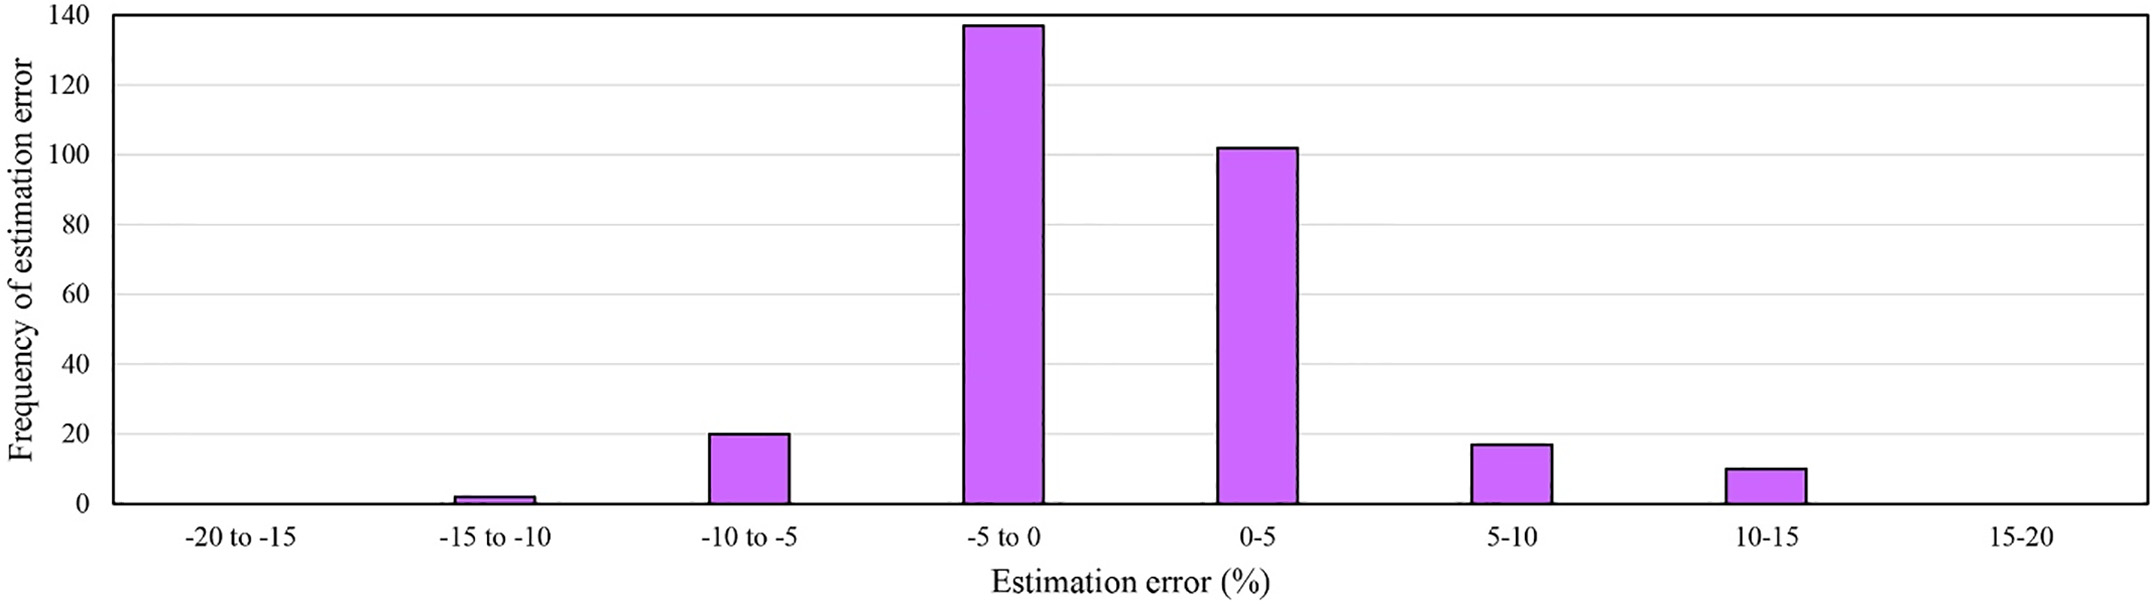 Frequency of estimation error
140
120
100
80
60
40
20
0
-20 to -15
-15 to -10
-10 to -5
-5 to 0
0-5
5-10
10-15
15-20
Estimation error (%)